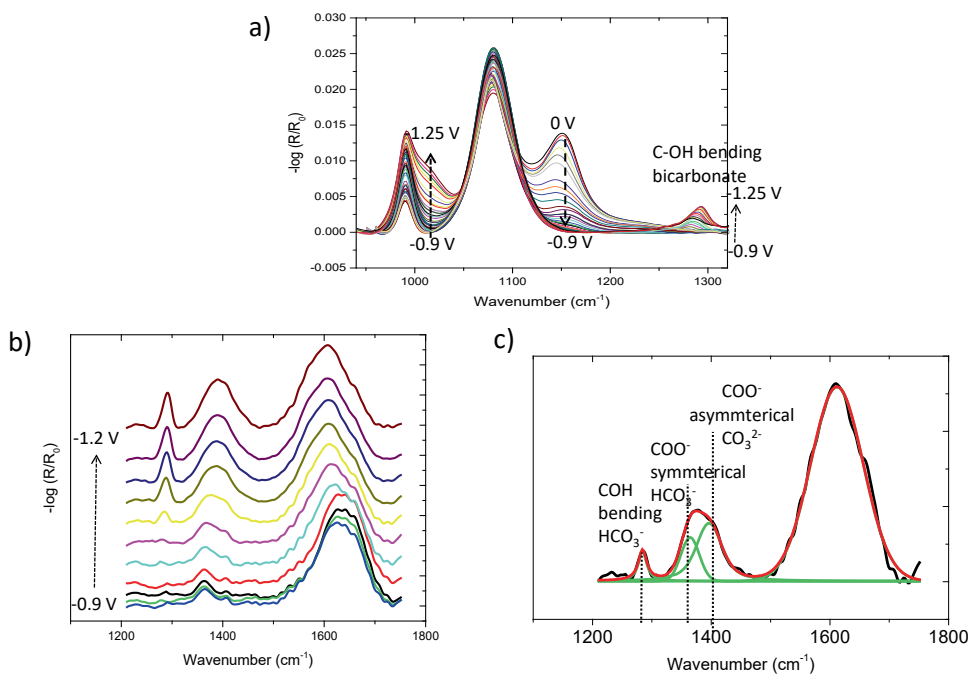 a)
-log (R/R0)
0.030
0.025
0.020
0.015
0.010
0.005
0.000
-0.005
-1.25 V
-0.9 V
0 V
-0.9 V
C-OH bending
bicarbonate
-1.25 V
-0.9 V
1000 1100 1200 1300
Wavenumber (cm-1)
b)
-log (R/R0)
-1.2 V
-0.9 V
1200 1400 1600 1800
Wavenumber (cm-1)
c)
COO-
asymmterical
CO32-
COO-
symmterical
HCO3-
COH
bending
HCO3-
1200 1400 1600 1800
Wavenumber (cm-1)